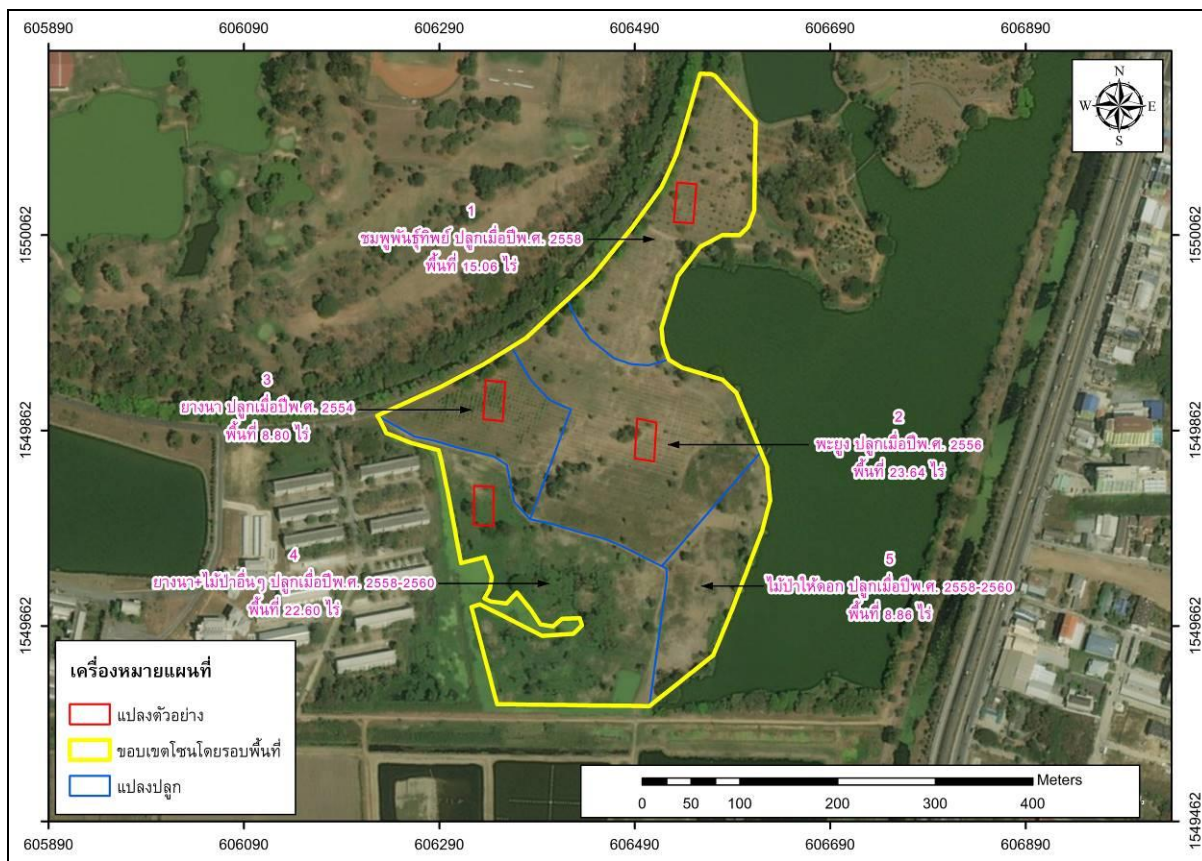 605890 606090 606290 606490 606690 606890
N
W E
S
1550062 1550062
1
ชมพูพันธุ์ทิพย์ ปลูกเมื่อปีพ.ศ. 2558
พื้นที่ 15.06 ไร่
3
ยางนา ปลูกเมื่อปีพ.ศ. 2554
พื้นที่ 8.80 ไร่
1549862 1549862
2
พะยูง ปลูกเมื่อปีพ.ศ. 2556
พื้นที่ 23.64 ไร่
4
ยางนา+ไม้ป่าอื่นๆ ปลูกเมื่อปีพ.ศ. 2558-2560
พื้นที่ 22.60 ไร่
5
ไม้ป่าให้ดอก ปลูกเมื่อปีพ.ศ. 2558-2560
พื้นที่ 8.86 ไร่
1549662 1549662
เครื่องหมายแผนที่
แปลงตัวอย่าง
ขอบเขตโซนโดยรอบพื้นที่
แปลงปลูก
Meters
0 50 100 200 300 400
1549462 1549462
605890 606090 606290 606490 606690 606890